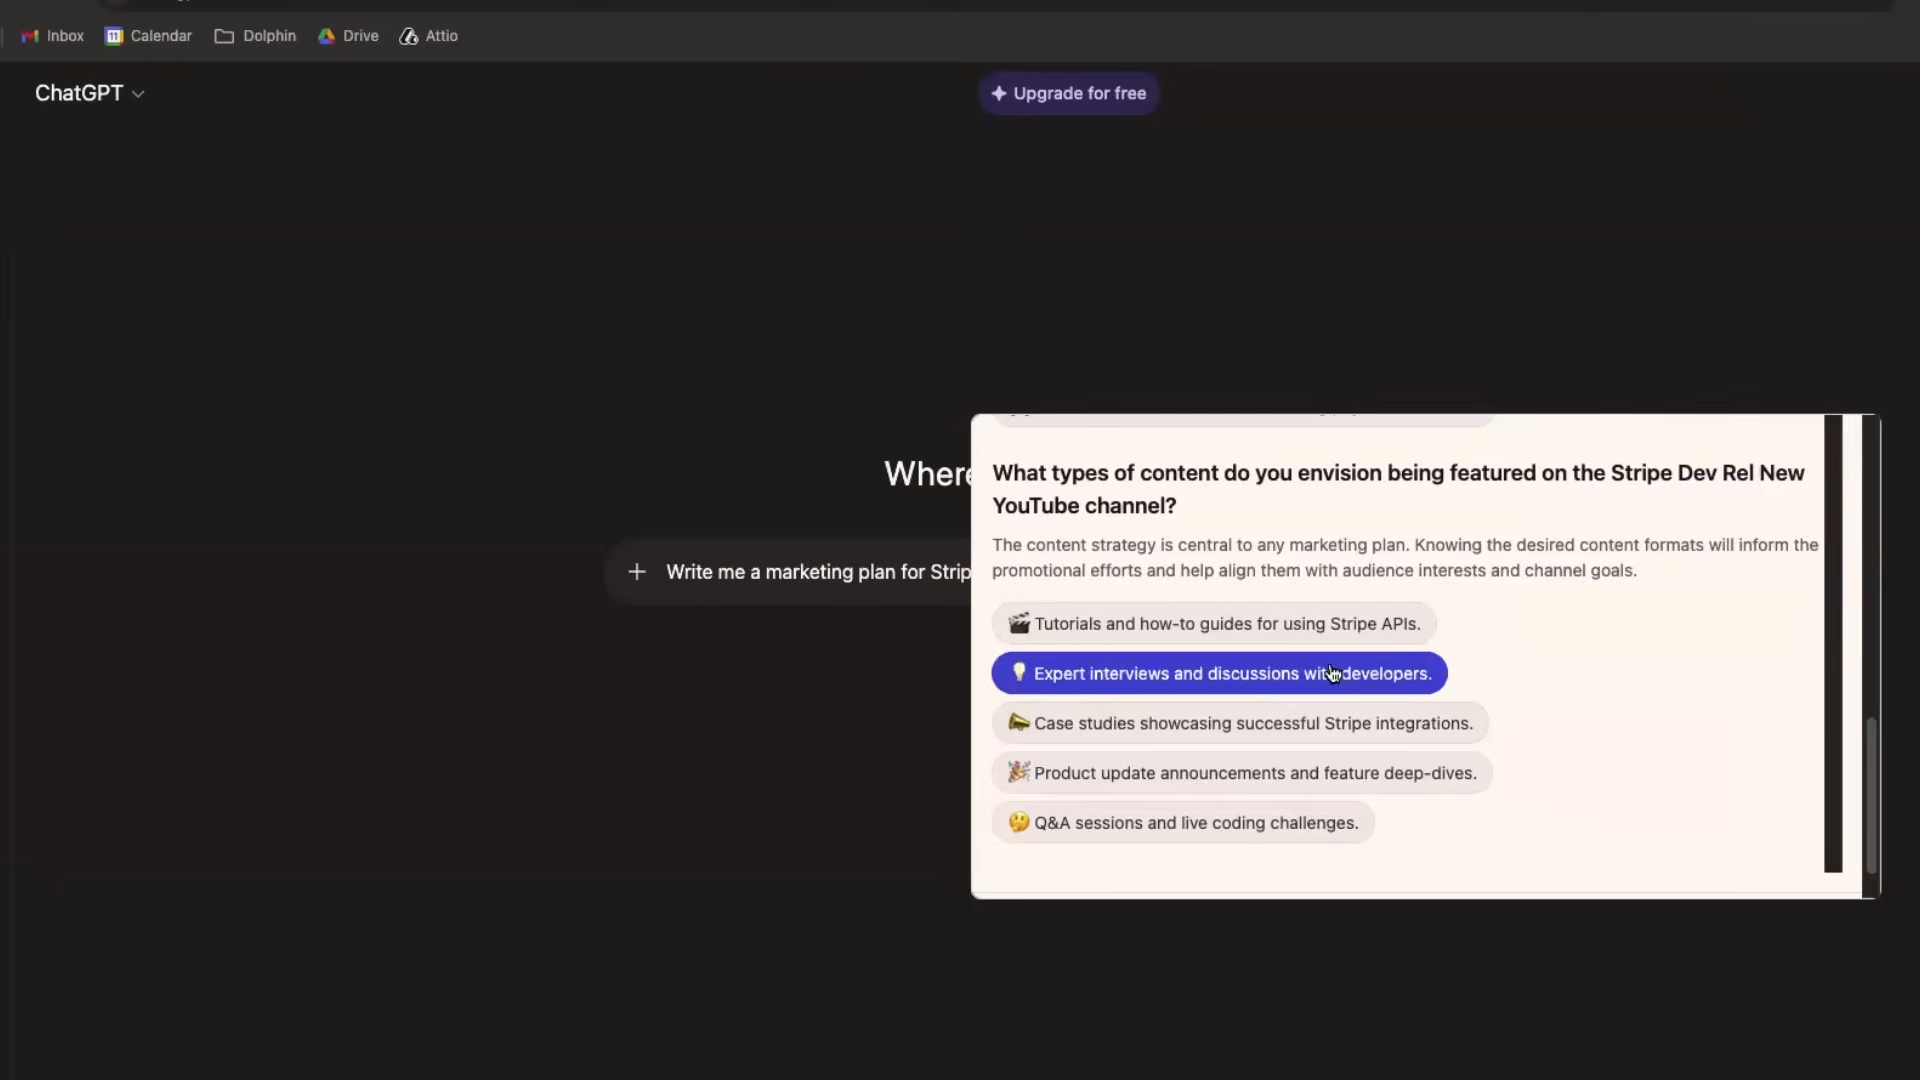 Inbox
Calendar
Dolphin
Drive
Attio
ChatGPT
Upgrade for free
Where
Write me a marketing plan for Strip
What types of content do you envision being featured on the Stripe Dev Rel New
YouTube channel?
The content strategy is central to any marketing plan. Knowing the desired content formats will inform the
promotional efforts and help align them with audience interests and channel goals.
🎬 Tutorials and how-to guides for using Stripe APIs.
💡 Expert interviews and discussions with developers.
📣 Case studies showcasing successful Stripe integrations.
🎉 Product update announcements and feature deep-dives.
🤔 Q&A sessions and live coding challenges.